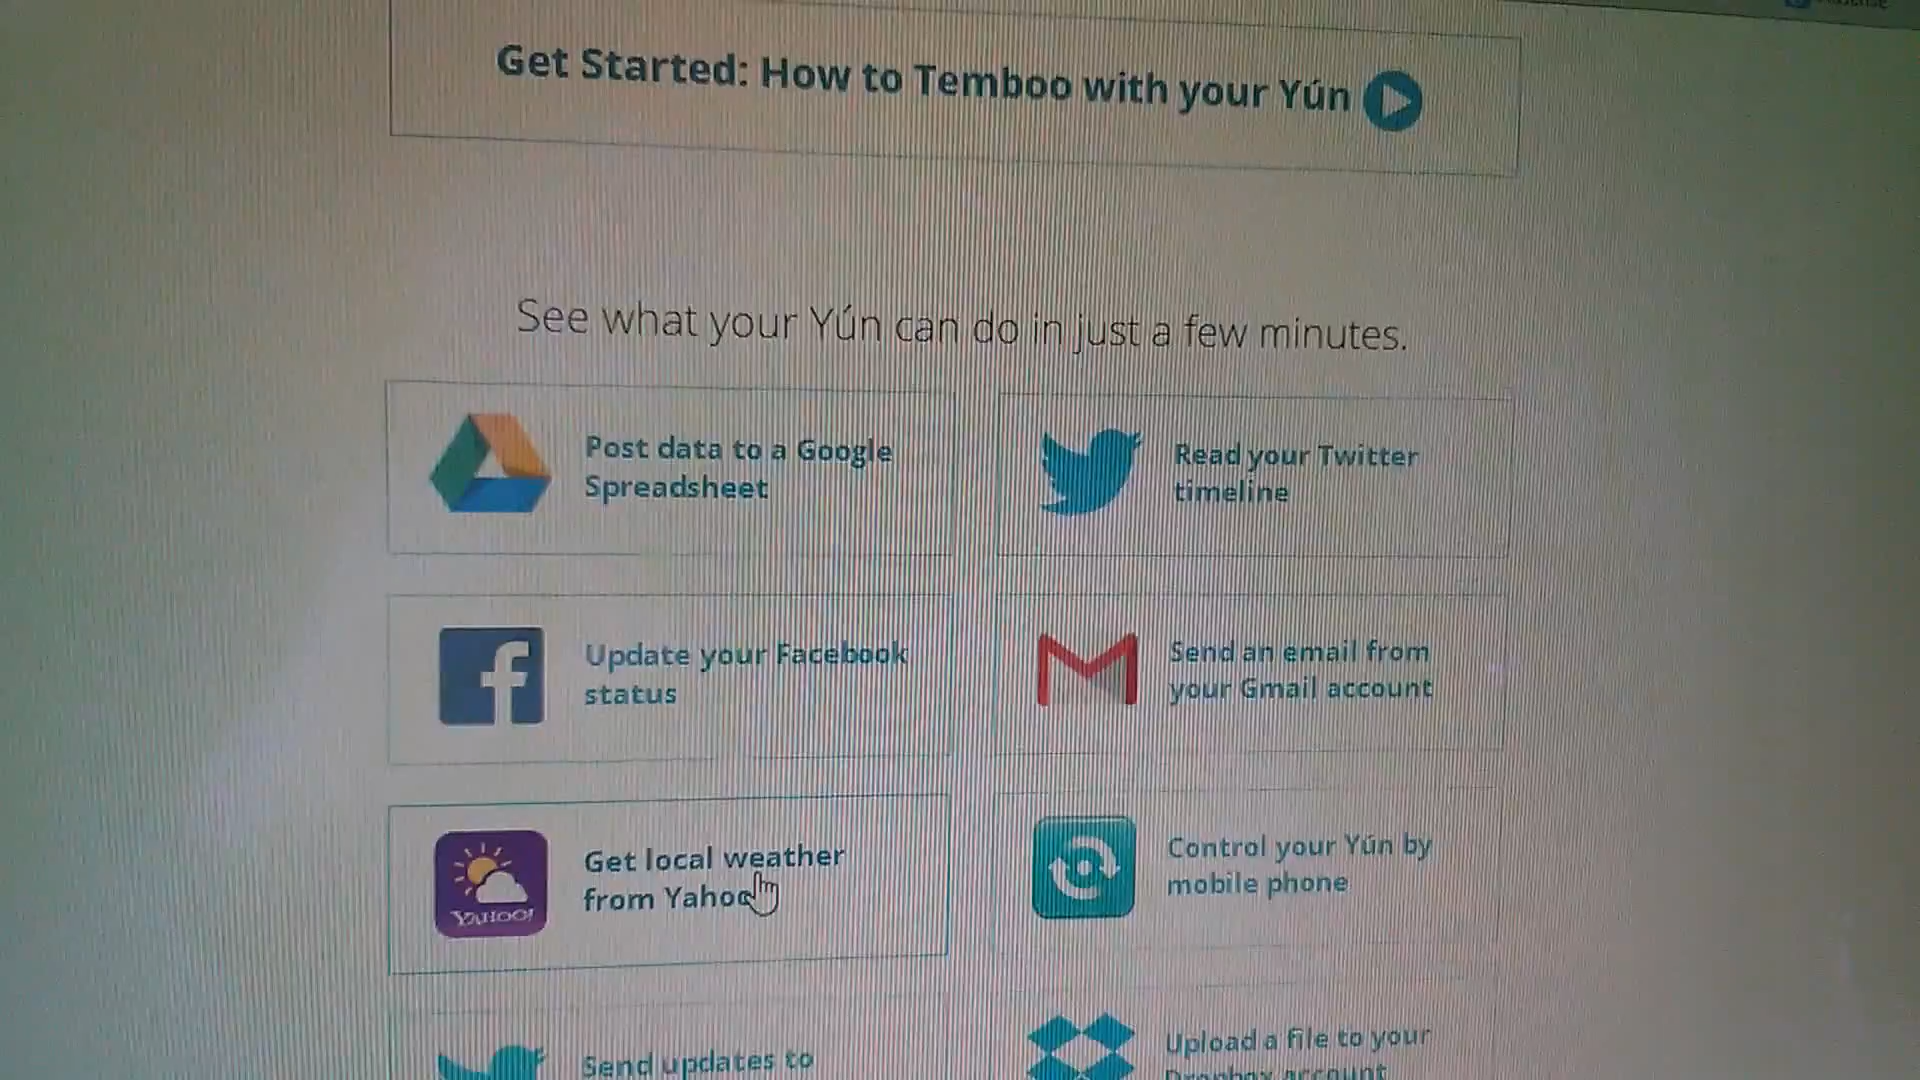 Get Started: How to Temboo with your Yún
See what your Yún can do in just a few minutes.
Post data to a Google
Spreadsheet
Read your Twitter
timeline
Update your Facebook
status
Send an email from
your Gmail account
Get local weather
from Yahoo
YAHOO!
Control your Yún by
mobile phone
Send updates to
Upload a file to your
Dropbox account